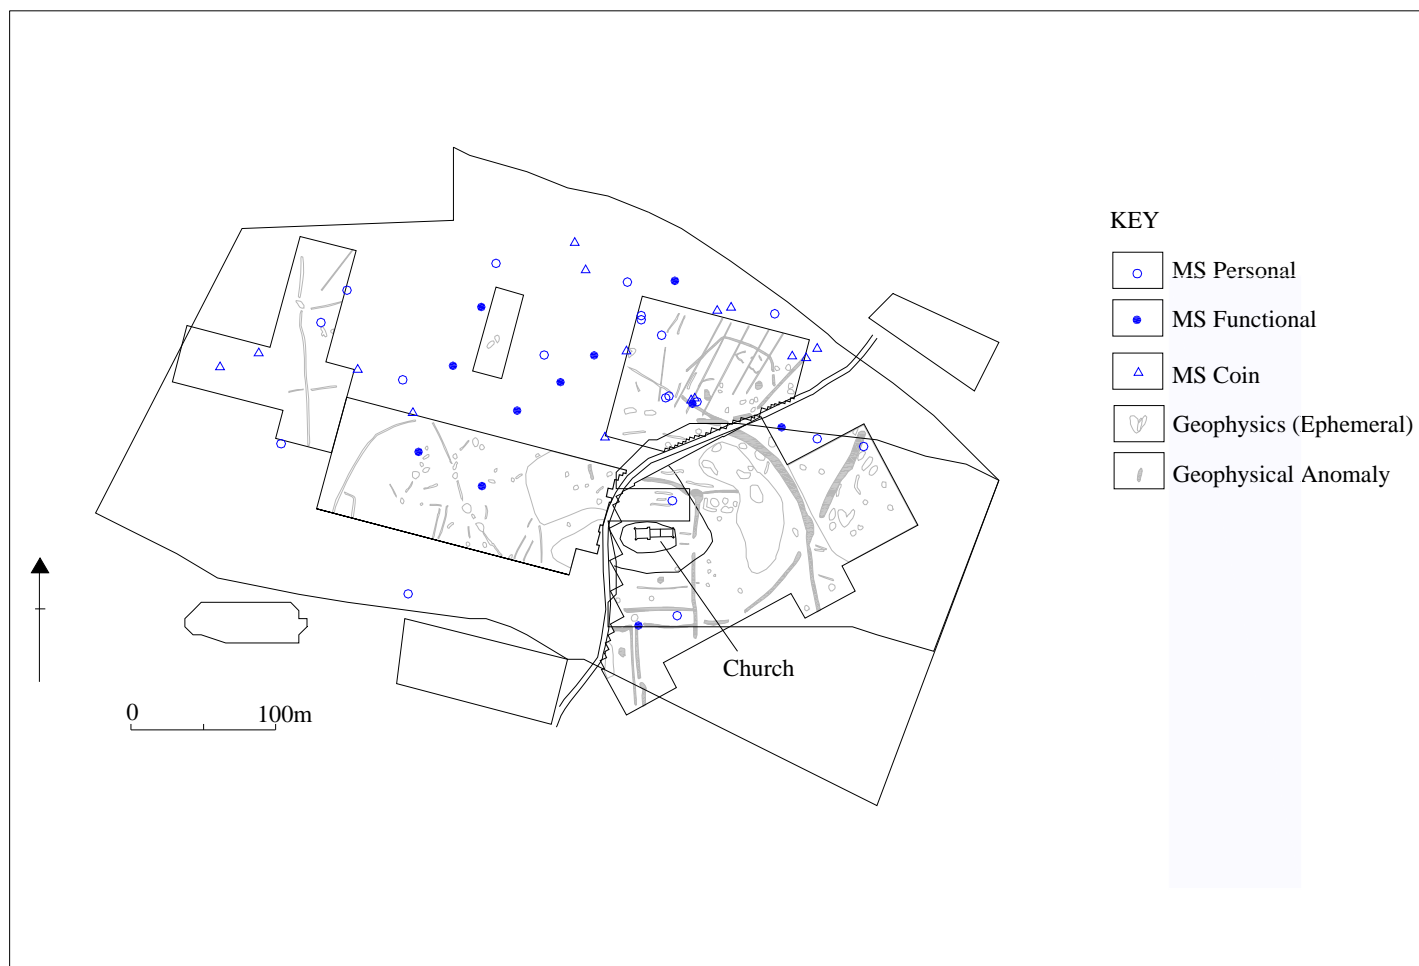 KEY
MS Personal
MS Functional
MS Coin
Geophysics (Ephemeral)
Geophysical Anomaly
Church
0 100m